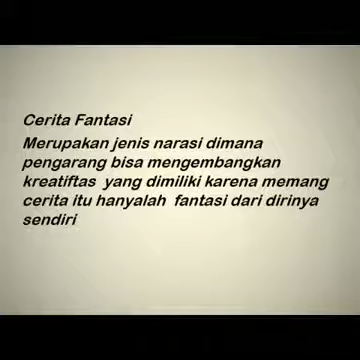 Cerita Fantasi
Merupakan jenis narasi dimana
pengarang bisa mengembangkan
kreatiftas yang dimiliki karena memang
cerita itu hanyalah fantasi dari dirinya
sendiri